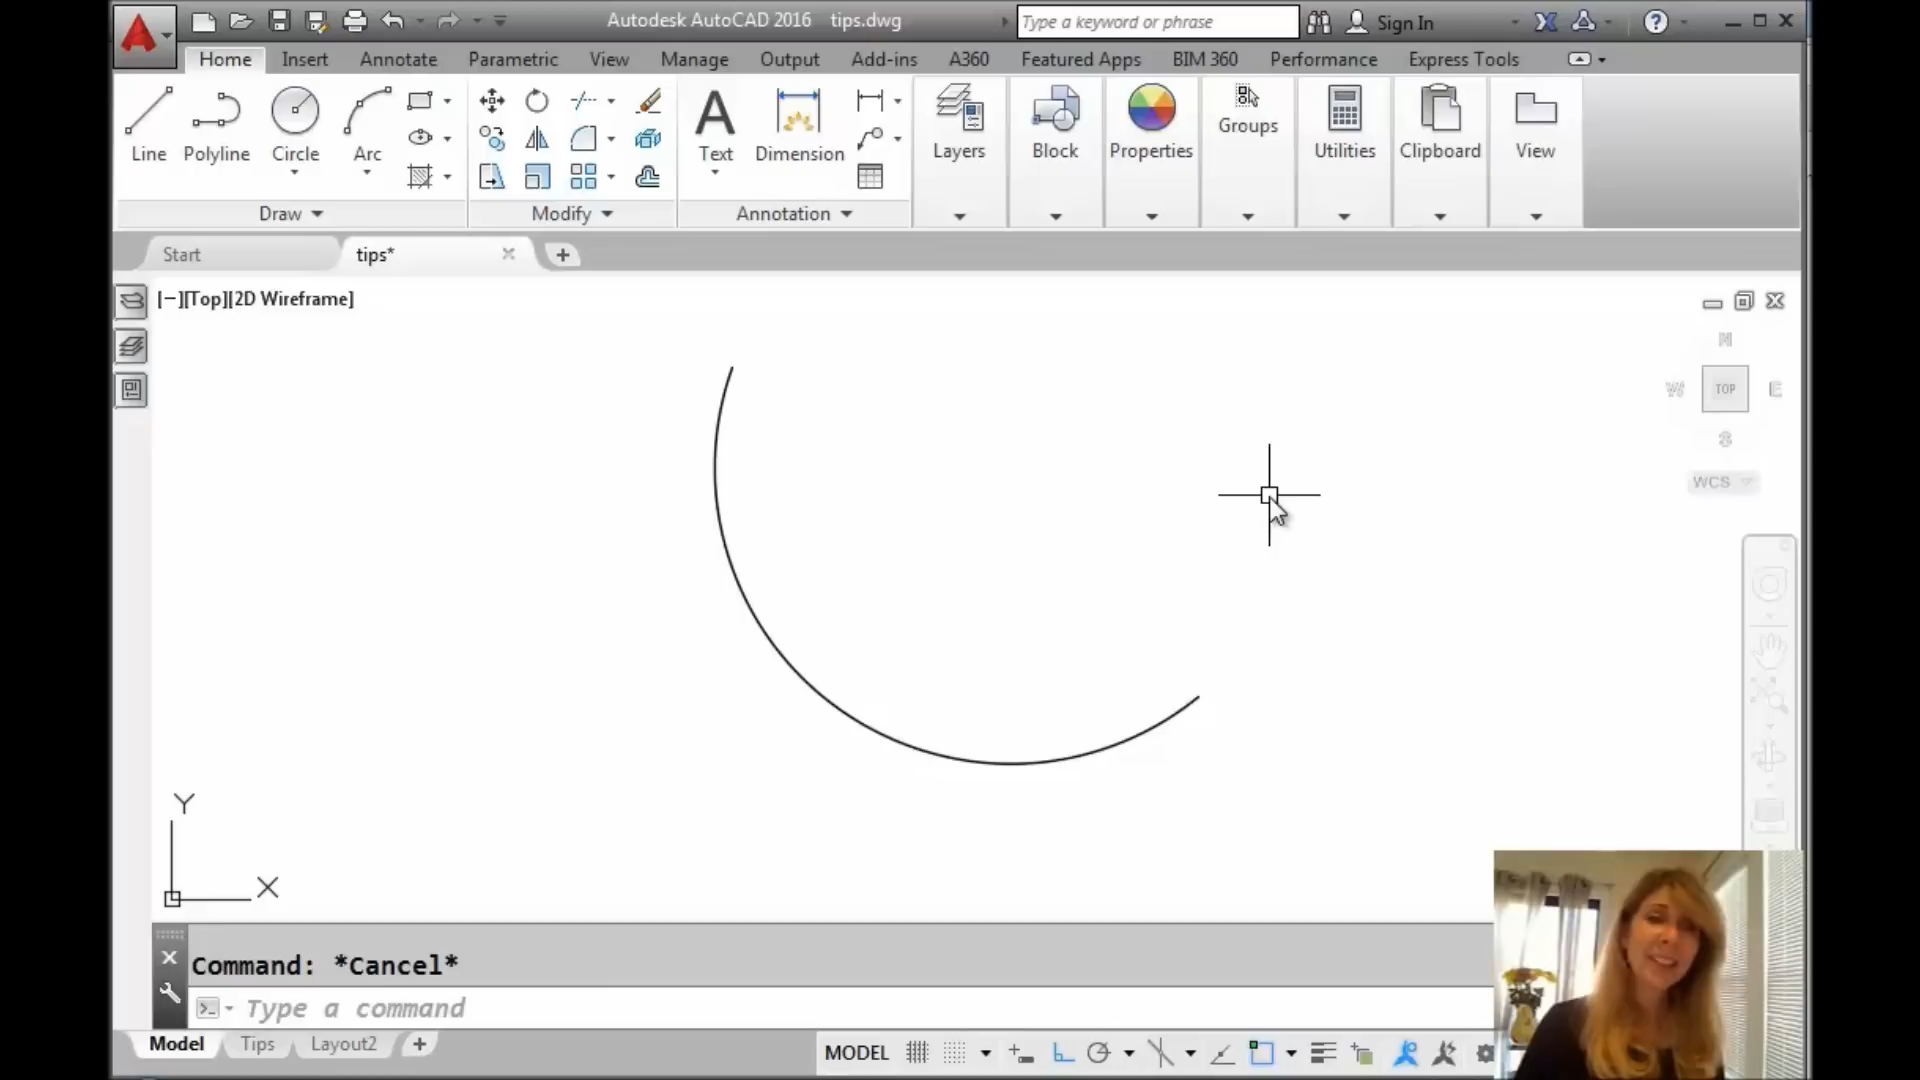 Autodesk AutoCAD 2016 tips.dwg
Type a keyword or phrase
Sign In
Home Insert Annotate Parametric View Manage Output Add-ins A360 Featured Apps BIM 360 Performance Express Tools
Line Polyline Circle Arc
A
Text Dimension Layers Block Properties Groups Utilities Clipboard View
Draw Modify Annotation
Start tips*
[−][Top][2D Wireframe]
N
W TOP E
S
WCS
Y
X
Command: *Cancel*
Type a command
Model Tips Layout2
MODEL